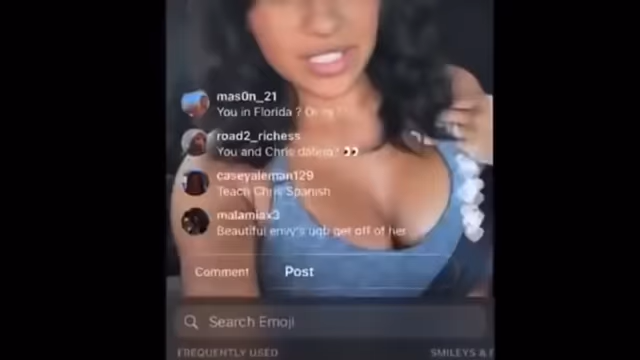 mas0n_21
You in Florida ?
road2_richess
You and Chris dating? 👀
caseyaleman129
Teach Chris Spanish
malamiax3
Beautiful envy's ugb get off of her
Comment
Post
Search Emoji
FREQUENTLY USED
SMILEYS &